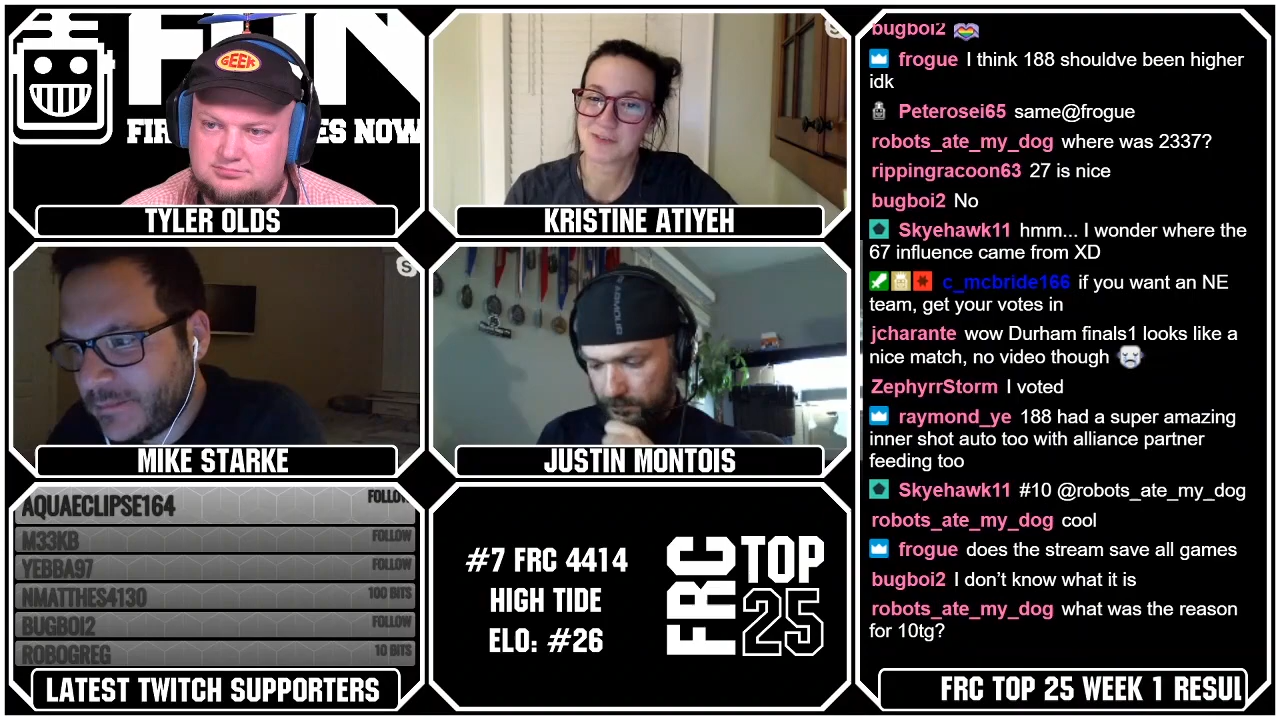 GEEK
FIR
ES NOW
TYLER OLDS
KRISTINE ATIYEH
MIKE STARKE
JUSTIN MONTOIS
AQUAECLIPSE164 FOLLOW
M33KB FOLLOW
YEBBA97 FOLLOW
NMATTHES4130 100 BITS
BUGBOI2 FOLLOW
ROBOGREG 10 BITS
LATEST TWITCH SUPPORTERS
#7 FRC 4414
HIGH TIDE
ELO: #26
FRC TOP 25
bugboi2
frogue I think 188 shouldve been higher
idk
Peterosei65 same@frogue
robots_ate_my_dog where was 2337?
rippingracoon63 27 is nice
bugboi2 No
Skyehawk11 hmm... I wonder where the
67 influence came from XD
c_mcbride166 if you want an NE
team, get your votes in
jcharante wow Durham finals1 looks like a
nice match, no video though
ZephyrrStorm I voted
raymond_ye 188 had a super amazing
inner shot auto too with alliance partner
feeding too
Skyehawk11 #10 @robots_ate_my_dog
robots_ate_my_dog cool
frogue does the stream save all games
bugboi2 I don't know what it is
robots_ate_my_dog what was the reason
for 10tg?
FRC TOP 25 WEEK 1 RESUL